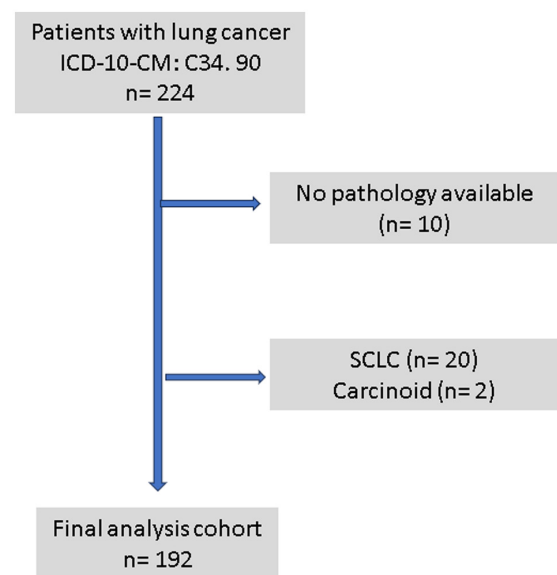 Patients with lung cancer
ICD-10-CM: C34. 90
n= 224
No pathology available
(n= 10)
SCLC (n= 20)
Carcinoid (n= 2)
Final analysis cohort
n= 192